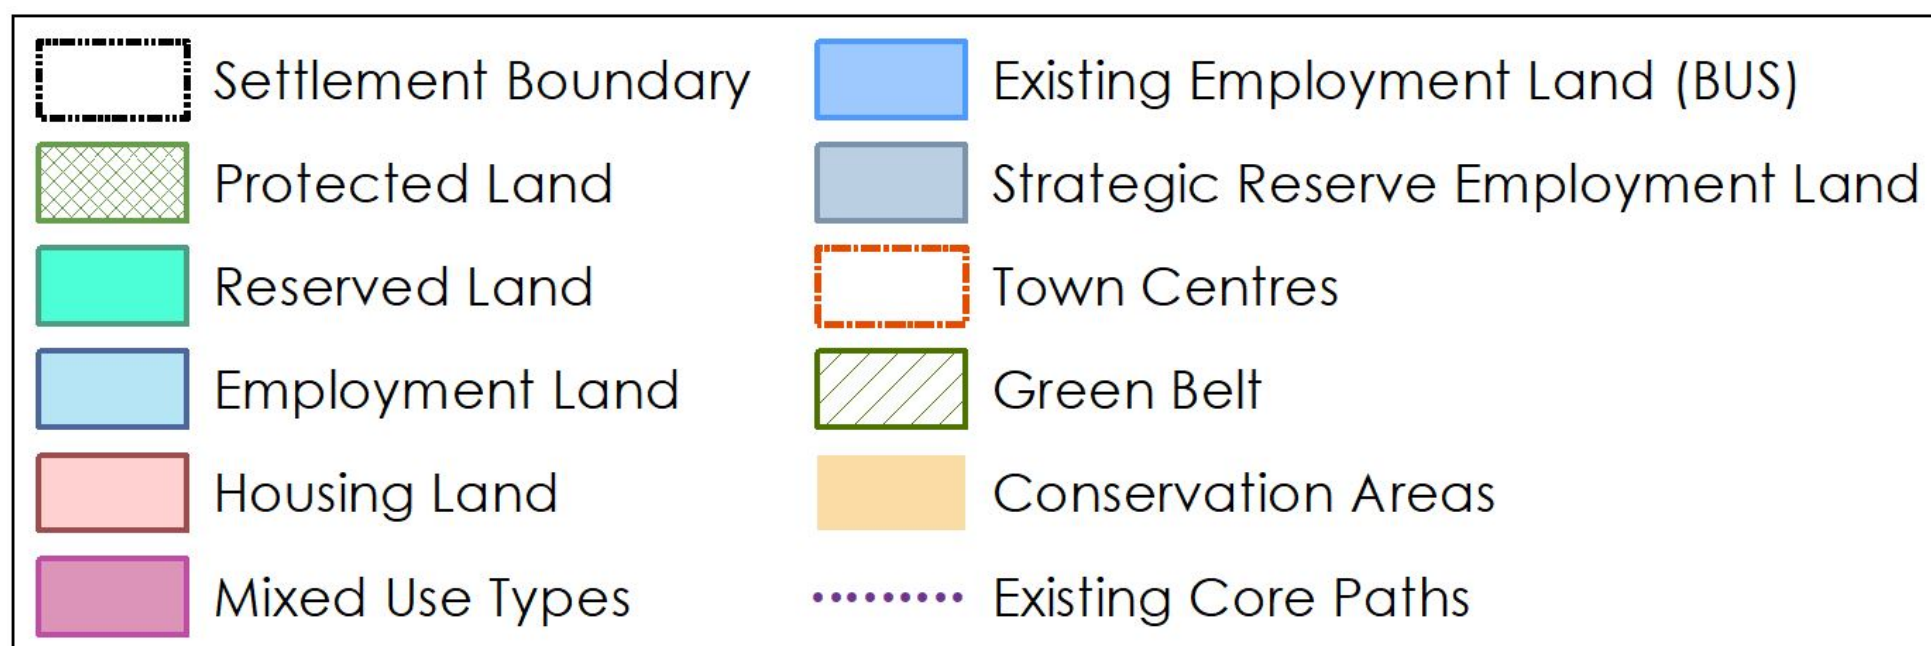 Settlement Boundary
Protected Land
Reserved Land
Employment Land
Housing Land
Mixed Use Types
Existing Employment Land (BUS)
Strategic Reserve Employment Land
Town Centres
Green Belt
Conservation Areas
Existing Core Paths